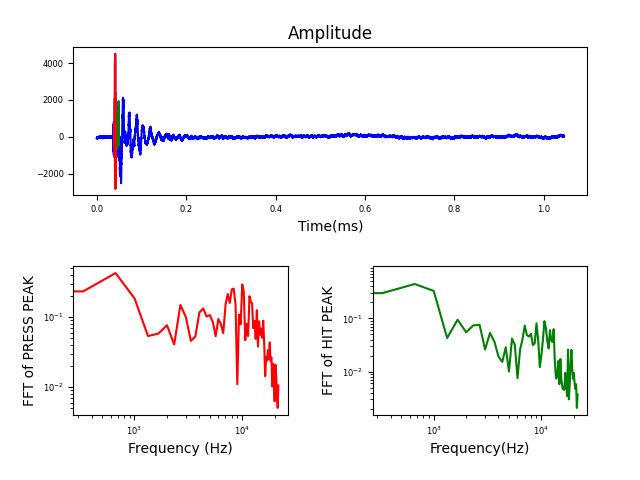 Amplitude
4000
2000
0
−2000
0.0 0.2 0.4 0.6 0.8 1.0
Time(ms)
FFT of PRESS PEAK
10⁻¹
10⁻²
10³ 10⁴
Frequency (Hz)
FFT of HIT PEAK
10⁻¹
10⁻²
10³ 10⁴
Frequency(Hz)